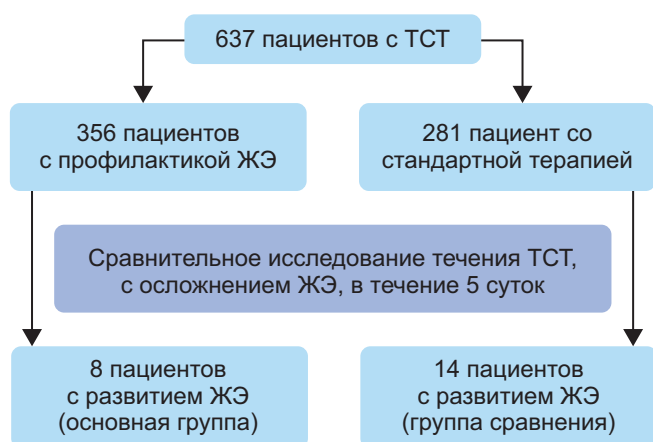 637 пациентов с ТСТ
356 пациентов
с профилактикой ЖЭ
281 пациент со
стандартной терапией
Сравнительное исследование течения ТСТ,
с осложнением ЖЭ, в течение 5 суток
8 пациентов
с развитием ЖЭ
(основная группа)
14 пациентов
с развитием ЖЭ
(группа сравнения)